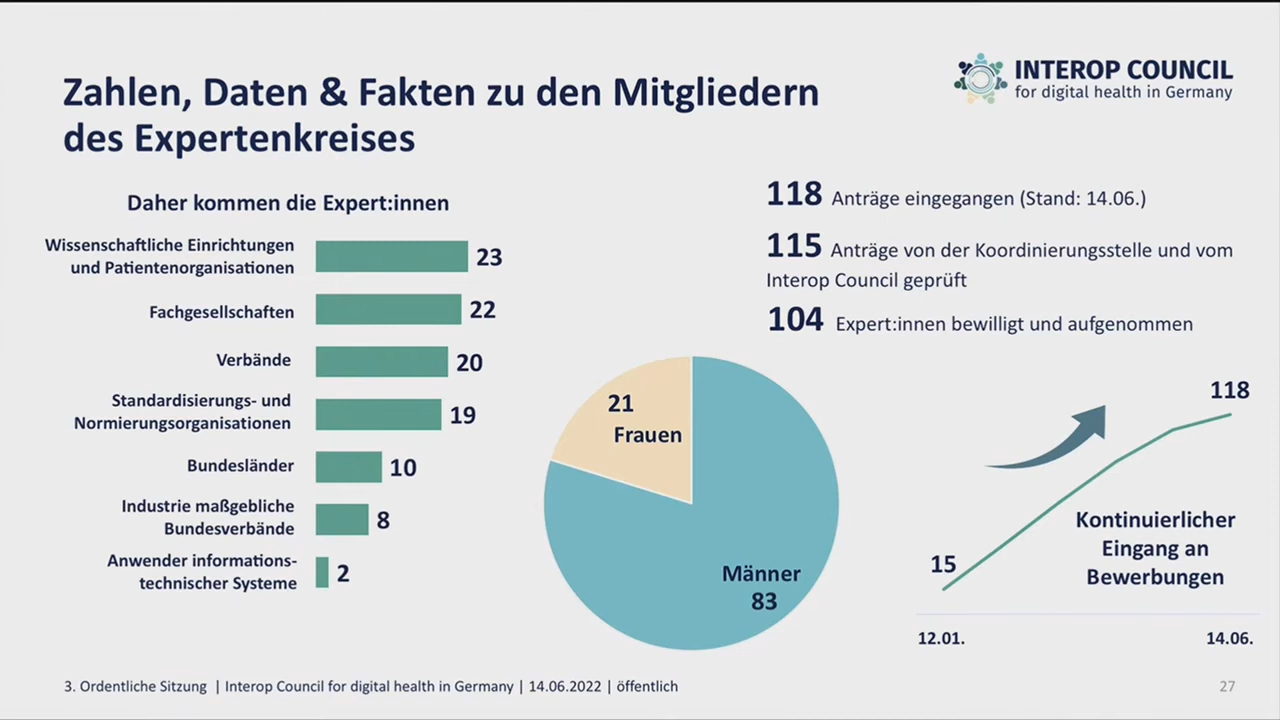 Zahlen, Daten & Fakten zu den Mitgliedern
des Expertenkreises
INTEROP COUNCIL
for digital health in Germany
Daher kommen die Expert:innen
Wissenschaftliche Einrichtungen
und Patientenorganisationen
23
Fachgesellschaften
22
Verbände
20
Standardisierungs- und
Normierungsorganisationen
19
Bundesländer
10
Industrie maßgebliche
Bundesverbände
8
Anwender informations-
technischer Systeme
2
21
Frauen
Männer
83
118 Anträge eingegangen (Stand: 14.06.)
115 Anträge von der Koordinierungsstelle und vom
Interop Council geprüft
104 Expert:innen bewilligt und aufgenommen
118
15
Kontinuierlicher
Eingang an
Bewerbungen
12.01.
14.06.
3. Ordentliche Sitzung | Interop Council for digital health in Germany | 14.06.2022 | öffentlich
27